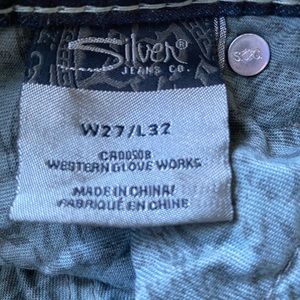 Silver®
JEANS CO.
W27/L32
CA00508
WESTERN GLOVE WORKS
MADE IN CHINA/
FABRIQUÉ EN CHINE